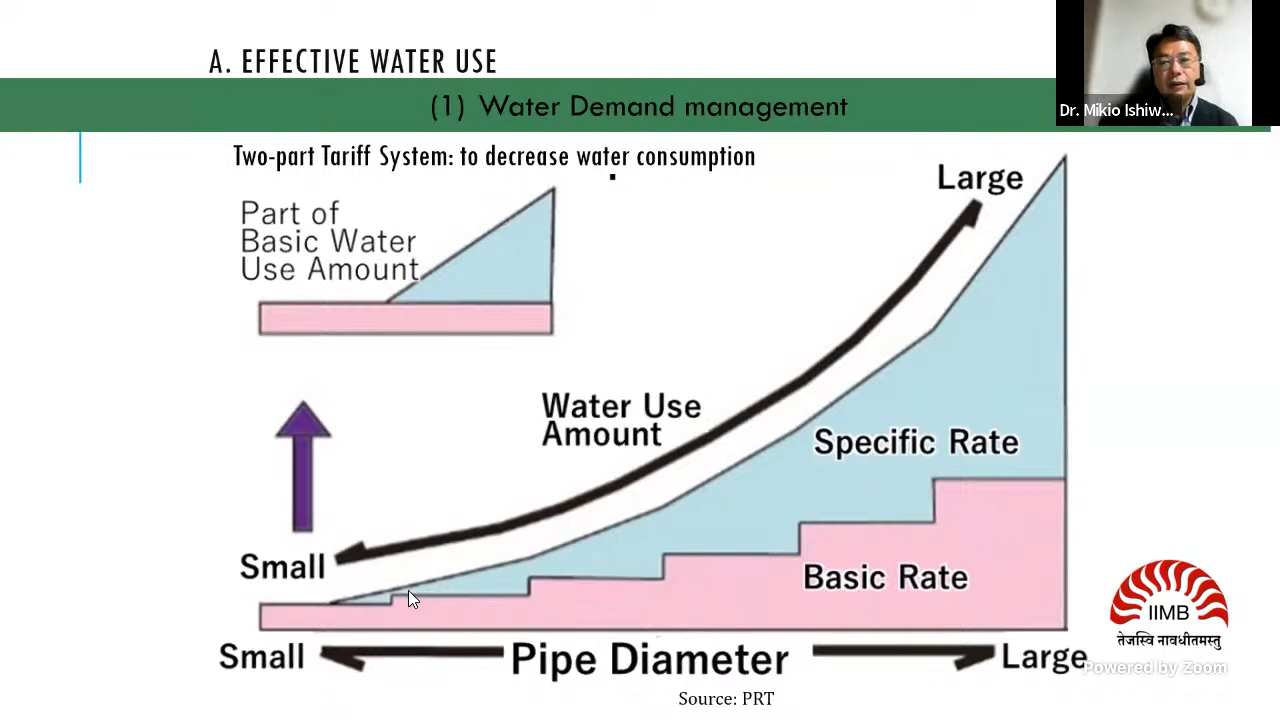 A. EFFECTIVE WATER USE
(1) Water Demand management
Dr. Mikio Ishiw...
Two-part Tariff System: to decrease water consumption
Large
Part of
Basic Water
Use Amount
Water Use
Amount
Specific Rate
Small
Basic Rate
IIMB
तेजस्वि नावधीतमस्तु
Small
Pipe Diameter
Large
Powered by Zoom
Source: PRT